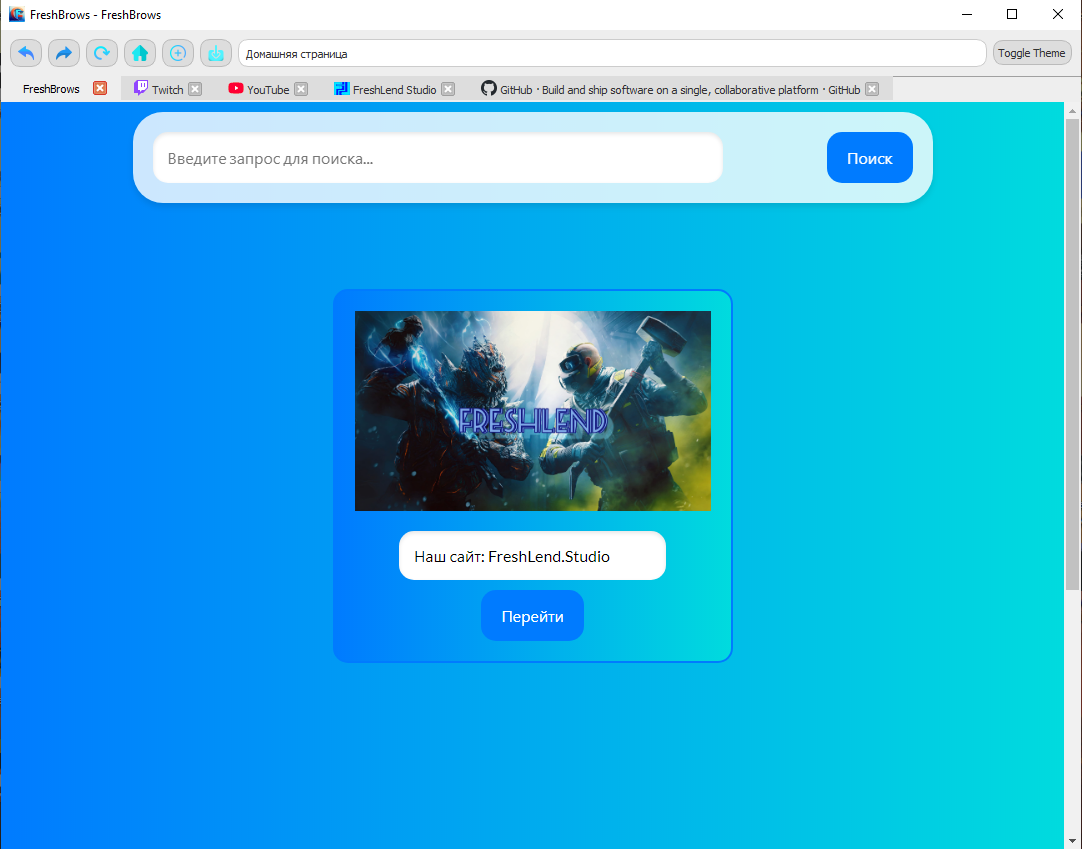 FreshBrows - FreshBrows
Домашняя страница
Toggle Theme
FreshBrows
Twitch
YouTube
FreshLend Studio
GitHub · Build and ship software on a single, collaborative platform · GitHub
Введите запрос для поиска...
Поиск
FRESHLEND
Наш сайт: FreshLend.Studio
Перейти